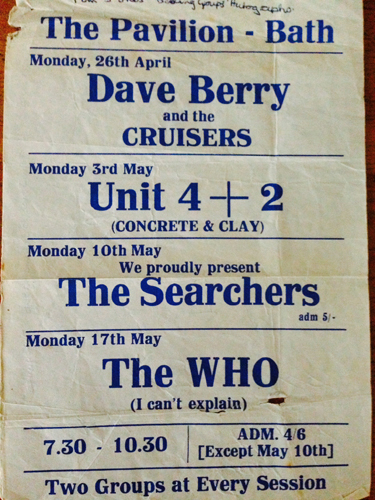 Groups' Autographs.
The Pavilion - Bath
Monday, 26th April
Dave Berry
and the
CRUISERS
Monday 3rd May
Unit 4 + 2
(CONCRETE & CLAY)
Monday 10th May
We proudly present
The Searchers
adm 5/-
Monday 17th May
The WHO
(I can't explain)
7.30 - 10.30
ADM. 4/6
[Except May 10th]
Two Groups at Every Session